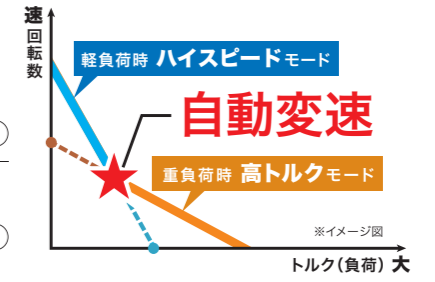 速
回転数
軽負荷時 ハイスピードモード
自動変速
重負荷時 高トルクモード
※イメージ図
トルク(負荷) 大